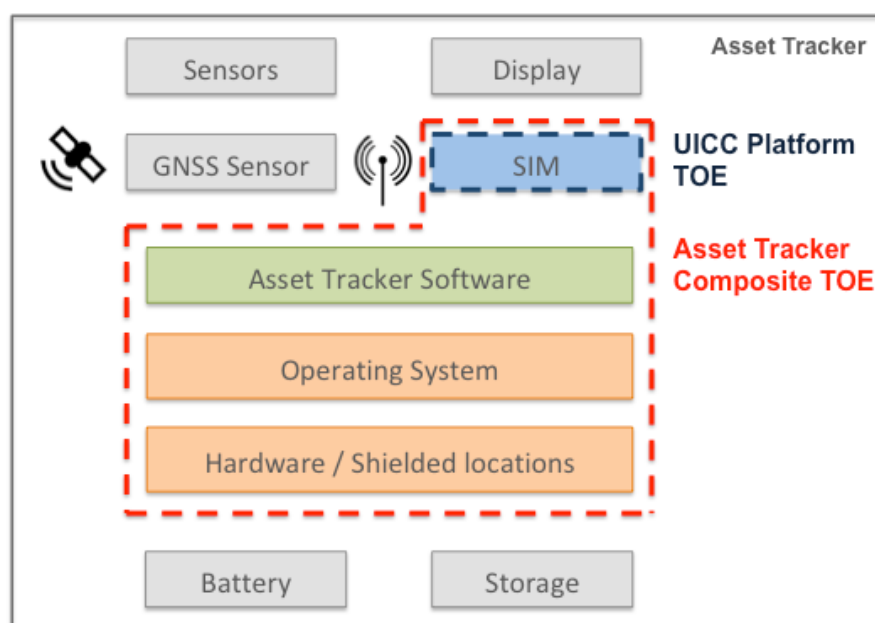 Asset Tracker
Sensors
Display
GNSS Sensor
SIM
UICC Platform
TOE
Asset Tracker Software
Asset Tracker
Composite TOE
Operating System
Hardware / Shielded locations
Battery
Storage